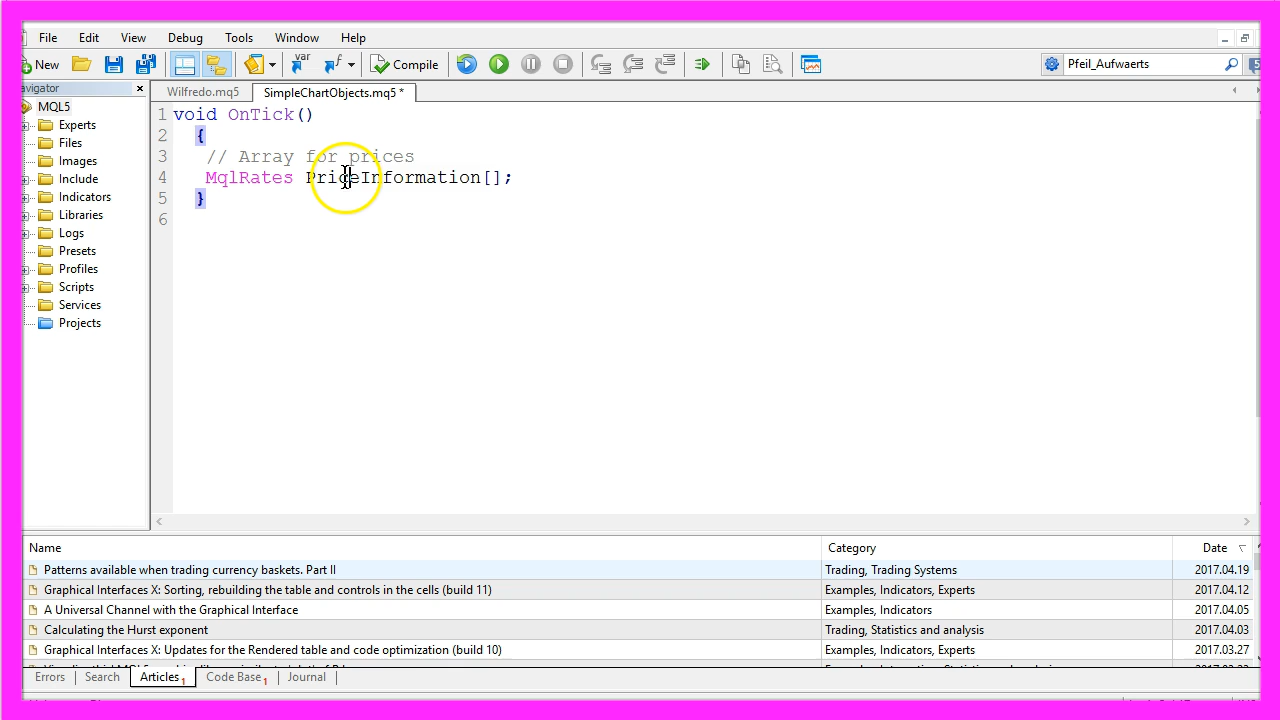 File Edit View Debug Tools Window Help
New Compile Pfeil_Aufwaerts 5
avigator ×
Wilfredo.mq5 SimpleChartObjects.mq5 *
MQL5
Experts
Files
Images
Include
Indicators
Libraries
Logs
Presets
Profiles
Scripts
Services
Projects
1 void OnTick()
2 {
3 // Array for prices
4 MqlRates PriceInformation[];
5 }
6
Name Category Date
Patterns available when trading currency baskets. Part II Trading, Trading Systems 2017.04.19
Graphical Interfaces X: Sorting, rebuilding the table and controls in the cells (build 11) Examples, Indicators, Experts 2017.04.12
A Universal Channel with the Graphical Interface Examples, Indicators 2017.04.05
Calculating the Hurst exponent Trading, Statistics and analysis 2017.04.03
Graphical Interfaces X: Updates for the Rendered table and code optimization (build 10) Examples, Indicators, Experts 2017.03.27
Errors Search Articles 1 Code Base 1 Journal